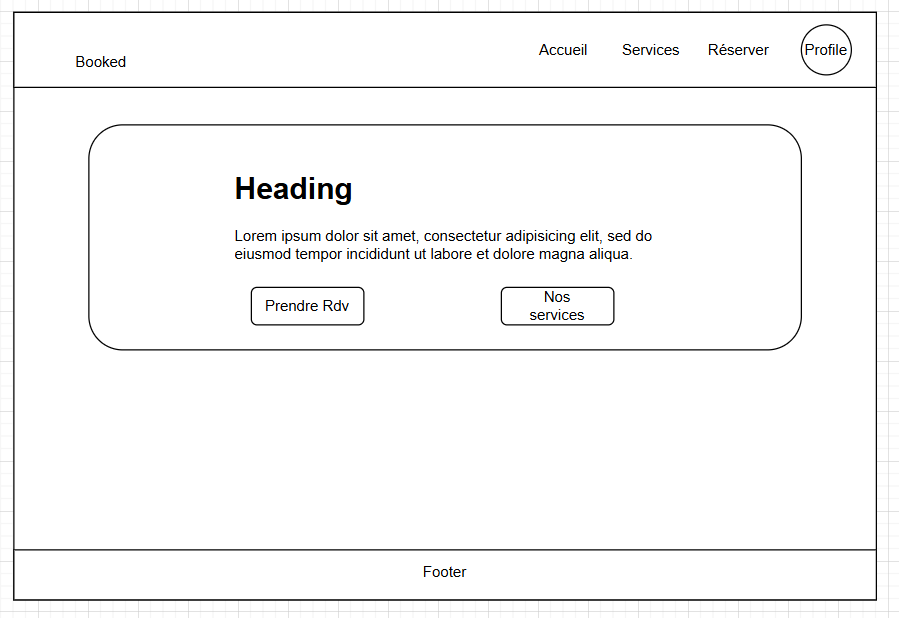 Booked
Accueil
Services
Réserver
Profile
Heading
Lorem ipsum dolor sit amet, consectetur adipisicing elit, sed do
eiusmod tempor incididunt ut labore et dolore magna aliqua.
Prendre Rdv
Nos
services
Footer